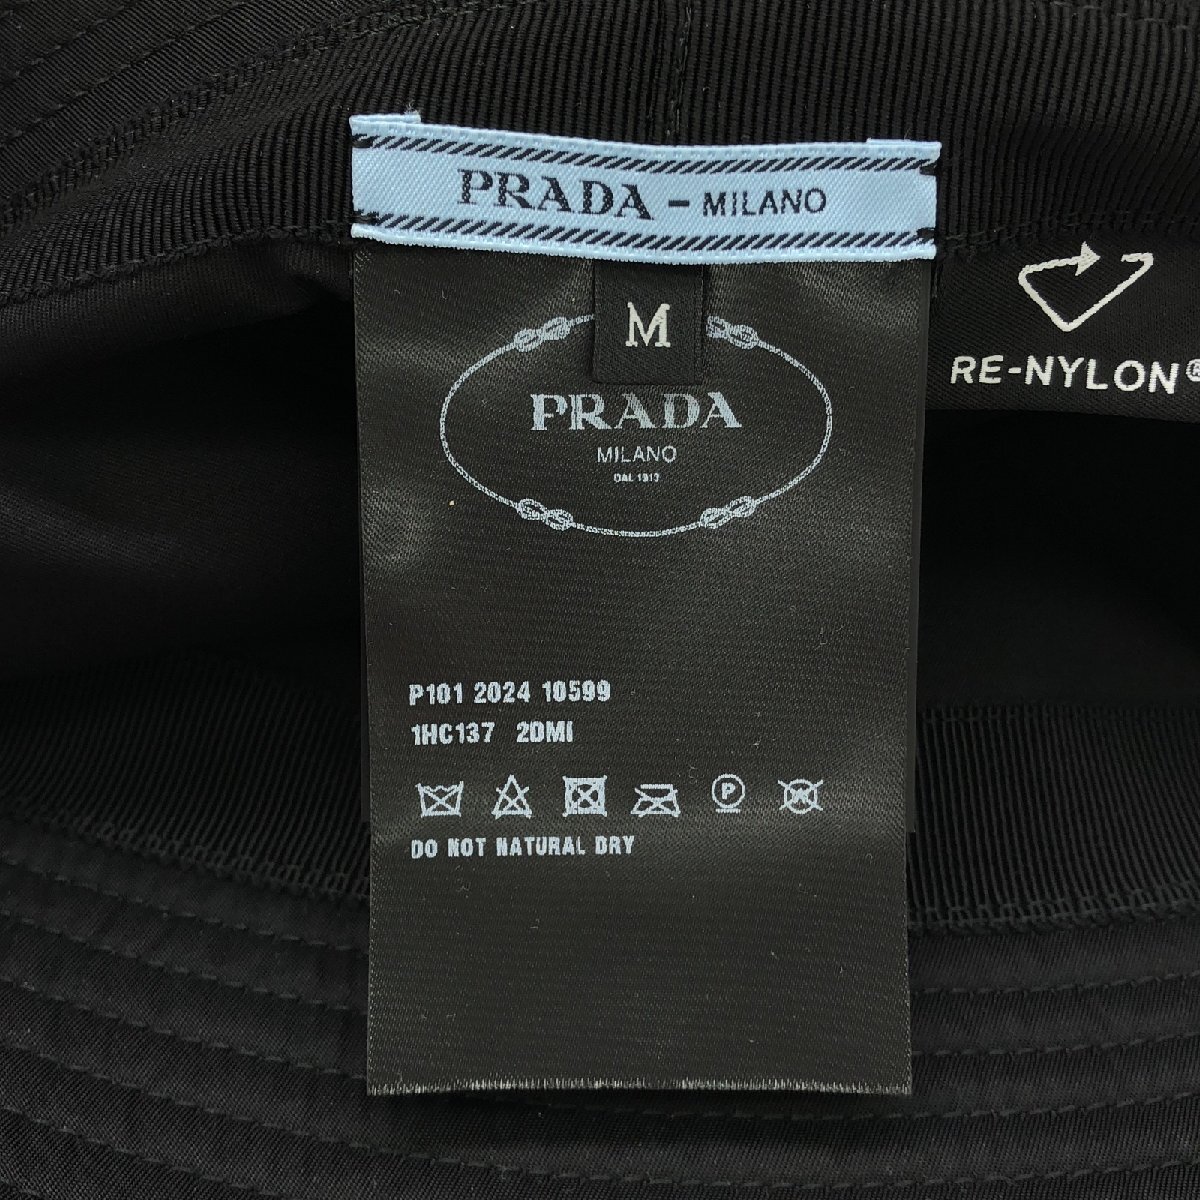 PRADA - MILANO
M
RE-NYLON®
PRADA
MILANO
DAL 1913
P101 2024 10599
1HC137 2DMI
P
W
DO NOT NATURAL DRY